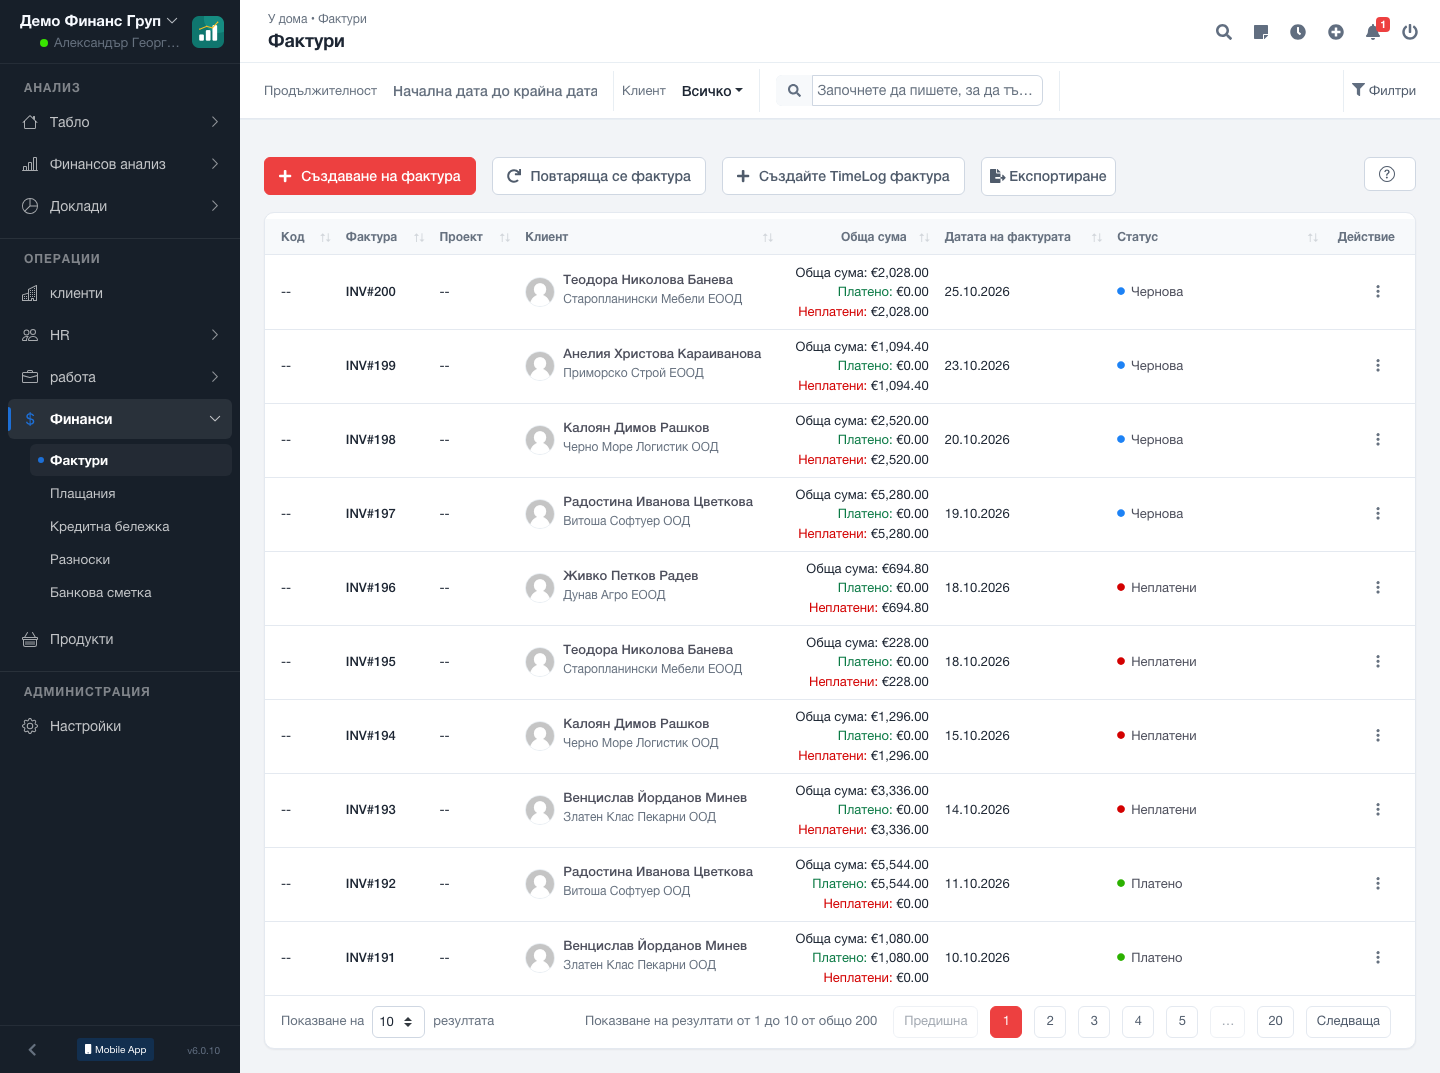 Демо Финанс Груп
Александър Георг...
АНАЛИЗ
Табло
Финансов анализ
Доклади
ОПЕРАЦИИ
клиенти
HR
работа
Финанси
Фактури
Плащания
Кредитна бележка
Разноски
Банкова сметка
Продукти
АДМИНИСТРАЦИЯ
Настройки
Mobile App
v6.0.10
У дома • Фактури
Фактури
1
Продължителност Начална дата до крайна дата Клиент Всичко Започнете да пишете, за да тъ... Филтри
Създаване на фактура Повтаряща се фактура Създайте TimeLog фактура Експортиране
Код Фактура Проект Клиент Обща сума Датата на фактурата Статус Действие
Обща сума: €2,028.00
Теодора Николова Банева
-- INV#200 -- Старопланински Мебели ЕООД Платено: €0.00 25.10.2026 Чернова
Неплатени: €2,028.00
Обща сума: €1,094.40
Анелия Христова Караиванова
-- INV#199 -- Приморско Строй ЕООД Платено: €0.00 23.10.2026 Чернова
Неплатени: €1,094.40
Обща сума: €2,520.00
Калоян Димов Рашков
-- INV#198 -- Черно Море Логистик ООД Платено: €0.00 20.10.2026 Чернова
Неплатени: €2,520.00
Обща сума: €5,280.00
Радостина Иванова Цветкова
-- INV#197 -- Витоша Софтуер ООД Платено: €0.00 19.10.2026 Чернова
Неплатени: €5,280.00
Обща сума: €694.80
Живко Петков Радев
-- INV#196 -- Дунав Агро ЕООД Платено: €0.00 18.10.2026 Неплатени
Неплатени: €694.80
Обща сума: €228.00
Теодора Николова Банева
-- INV#195 -- Старопланински Мебели ЕООД Платено: €0.00 18.10.2026 Неплатени
Неплатени: €228.00
Обща сума: €1,296.00
Калоян Димов Рашков
-- INV#194 -- Черно Море Логистик ООД Платено: €0.00 15.10.2026 Неплатени
Неплатени: €1,296.00
Обща сума: €3,336.00
Венцислав Йорданов Минев
-- INV#193 -- Златен Клас Пекарни ООД Платено: €0.00 14.10.2026 Неплатени
Неплатени: €3,336.00
Обща сума: €5,544.00
Радостина Иванова Цветкова
-- INV#192 -- Витоша Софтуер ООД Платено: €5,544.00 11.10.2026 Платено
Неплатени: €0.00
Обща сума: €1,080.00
Венцислав Йорданов Минев
-- INV#191 -- Златен Клас Пекарни ООД Платено: €1,080.00 10.10.2026 Платено
Неплатени: €0.00
Показване на 10 резултата Показване на резултати от 1 до 10 от общо 200 Предишна 1 2 3 4 5 ... 20 Следваща